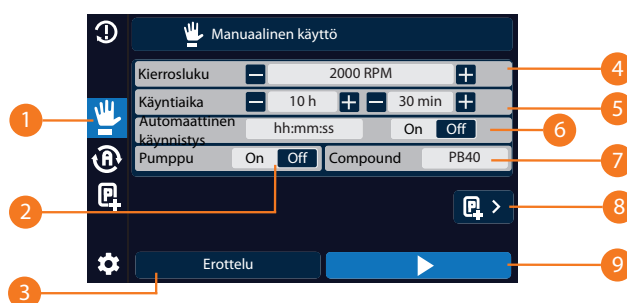 Manuaalinen käyttö
Kierrosluku 2000 RPM 4
Käyntiaika 10 h 30 min 5
1
Automaattinen
käynnistys hh:mm:ss On Off 6
Pumppu On Off Compound PB40 7
A
P
2
P 8
Erottelu 9
3